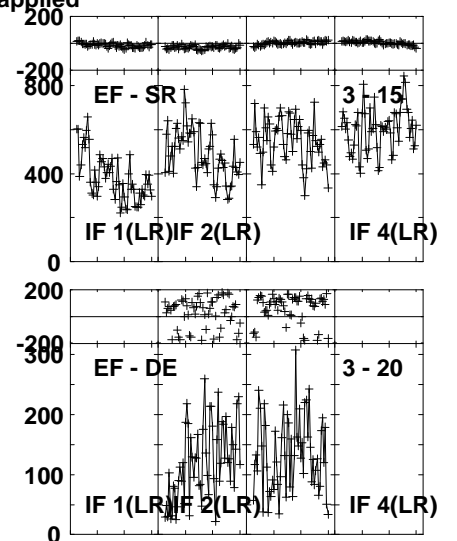 applied
200
-200
800
EF - SR 3 - 15
400
IF 1(LR) IF 2(LR) IF 4(LR)
0
200
-200
300
EF - DE 3 - 20
200
100
IF 1(LR) IF 2(LR) IF 4(LR)
0